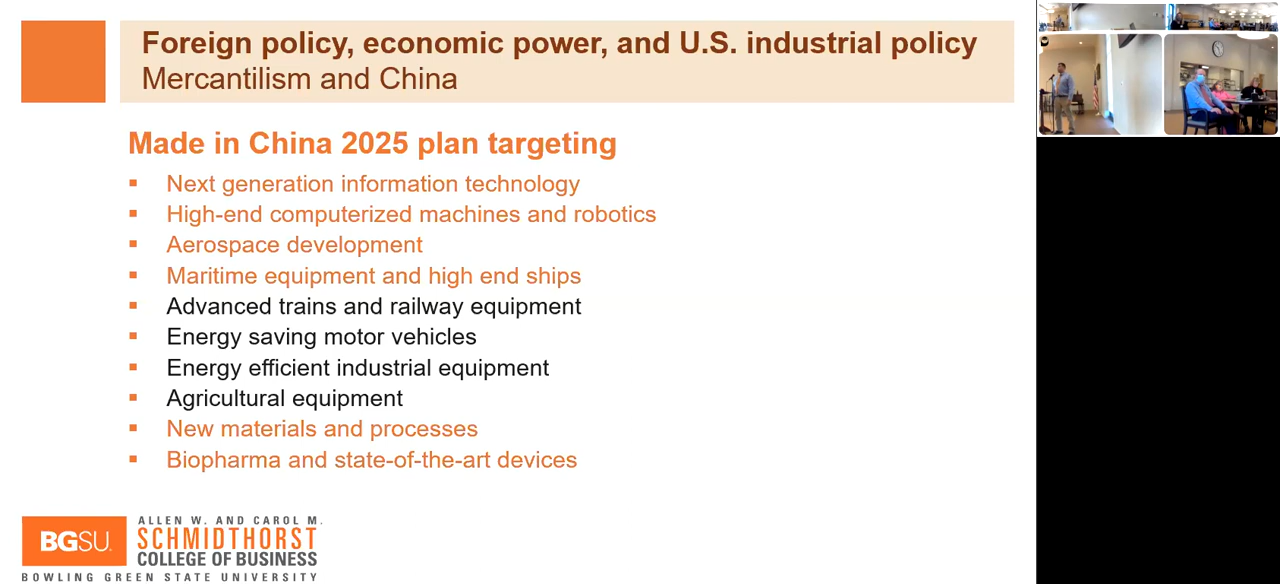 Foreign policy, economic power, and U.S. industrial policy
Mercantilism and China
Made in China 2025 plan targeting
Next generation information technology
High-end computerized machines and robotics
Aerospace development
Maritime equipment and high end ships
Advanced trains and railway equipment
Energy saving motor vehicles
Energy efficient industrial equipment
Agricultural equipment
New materials and processes
Biopharma and state-of-the-art devices
BGSU.
ALLEN W. AND CAROL M.
SCHMIDTHORST
COLLEGE OF BUSINESS
BOWLING GREEN STATE UNIVERSITY